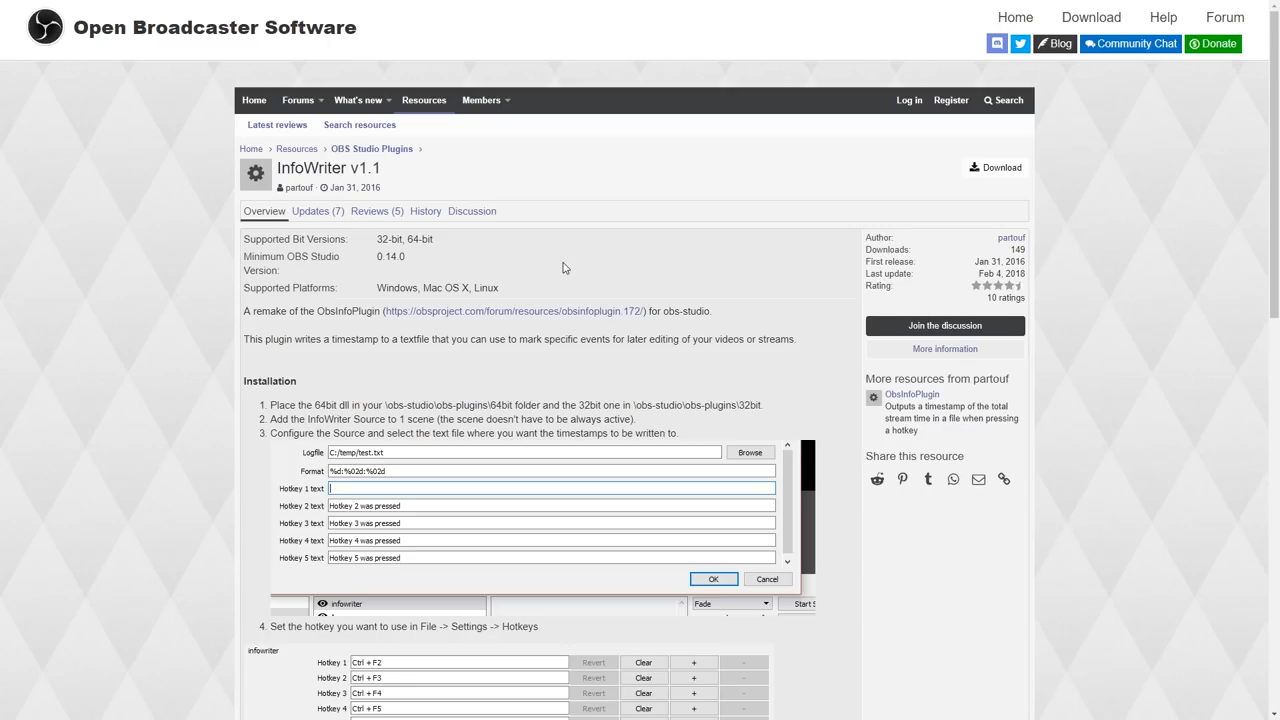 Open Broadcaster Software
Home Download Help Forum
Blog Community Chat Donate
Home Forums What's new Resources Members Log in Register Search
Latest reviews Search resources
Home › Resources › OBS Studio Plugins ›
InfoWriter v1.1
Download
partouf · Jan 31, 2016
Overview Updates (7) Reviews (5) History Discussion
Supported Bit Versions: 32-bit, 64-bit
Minimum OBS Studio Version: 0.14.0
Supported Platforms: Windows, Mac OS X, Linux
A remake of the ObsInfoPlugin (https://obsproject.com/forum/resources/obsinfoplugin.172/) for obs-studio.
This plugin writes a timestamp to a textfile that you can use to mark specific events for later editing of your videos or streams.
Installation
1. Place the 64bit dll in your \obs-studio\obs-plugins\64bit folder and the 32bit one in \obs-studio\obs-plugins\32bit.
2. Add the InfoWriter Source to 1 scene (the scene doesn't have to be always active).
3. Configure the Source and select the text file where you want the timestamps to be written to.
Logfile C:/temp/test.txt Browse
Format %d:%02d:%02d
Hotkey 1 text
Hotkey 2 text Hotkey 2 was pressed
Hotkey 3 text Hotkey 3 was pressed
Hotkey 4 text Hotkey 4 was pressed
Hotkey 5 text Hotkey 5 was pressed
OK Cancel
infowriter Fade Start S
4. Set the hotkey you want to use in File -> Settings -> Hotkeys
infowriter
Hotkey 1 Ctrl + F2 Revert Clear + -
Hotkey 2 Ctrl + F3 Revert Clear + -
Hotkey 3 Ctrl + F4 Revert Clear + -
Hotkey 4 Ctrl + F5 Revert Clear + -
Author: partouf
Downloads: 149
First release: Jan 31, 2016
Last update: Feb 4, 2018
Rating:
10 ratings
Join the discussion
More information
More resources from partouf
ObsInfoPlugin
Outputs a timestamp of the total
stream time in a file when pressing
a hotkey
Share this resource